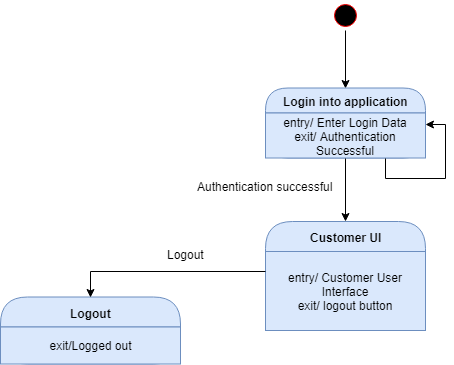 Login into application
entry/ Enter Login Data
exit/ Authentication
Successful
Authentication successful
Customer UI
entry/ Customer User
Interface
exit/ logout button
Logout
Logout
exit/Logged out